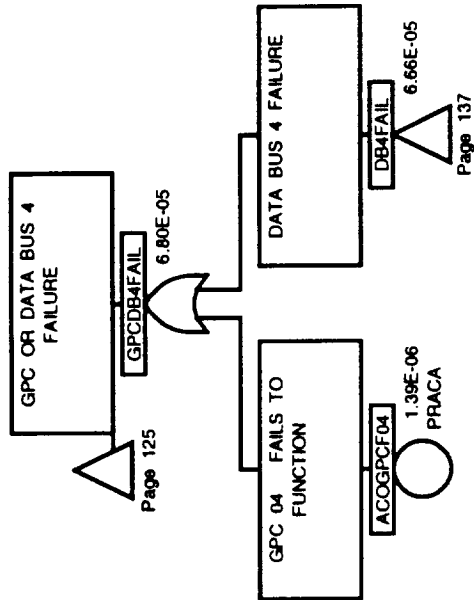 GPC OR DATA BUS 4
FAILURE
GPCDB4FAIL
6.80E-05
Page 125
GPC 04 FAILS TO
FUNCTION
ACOGPCF04
1.39E-06
PRACA
DATA BUS 4 FAILURE
DB4FAIL
6.66E-05
Page 137